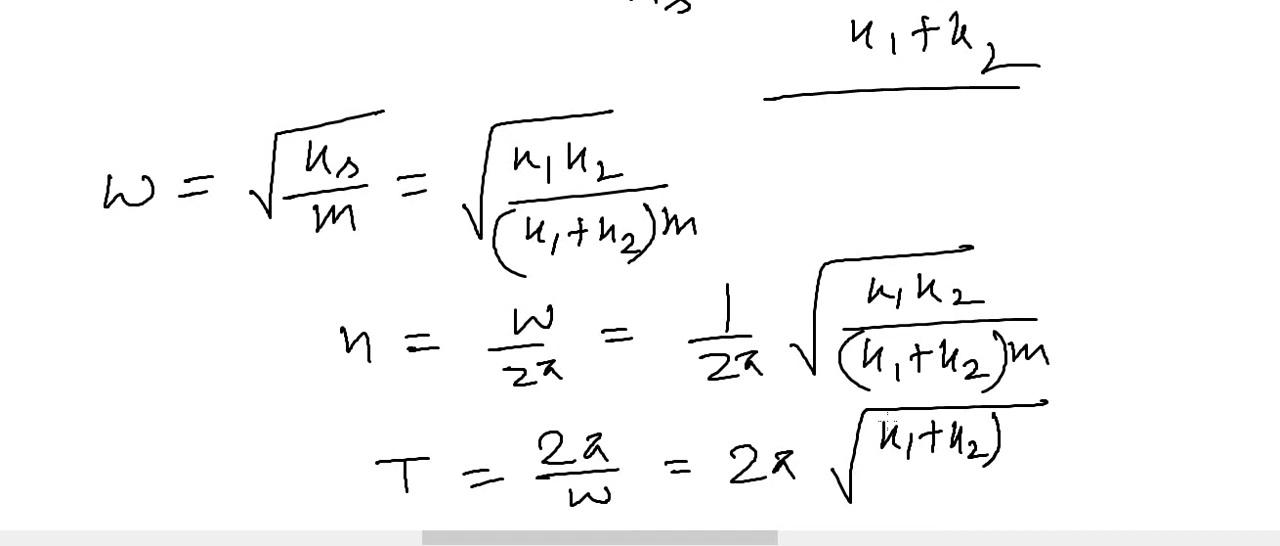 k₁ + k₂
ω = √(kₛ/m) = √(k₁k₂/(k₁+k₂)m)
n = ω/2π = 1/2π √(k₁k₂/(k₁+k₂)m)
T = 2π/ω = 2π √(k₁+k₂)